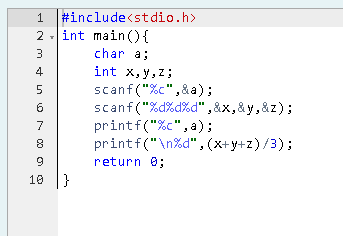 1 #include<stdio.h>
2 int main(){
3     char a;
4     int x,y,z;
5     scanf("%c",&a);
6     scanf("%d%d%d",&x,&y,&z);
7     printf("%c",a);
8     printf("\n%d",(x+y+z)/3);
9     return 0;
10 }